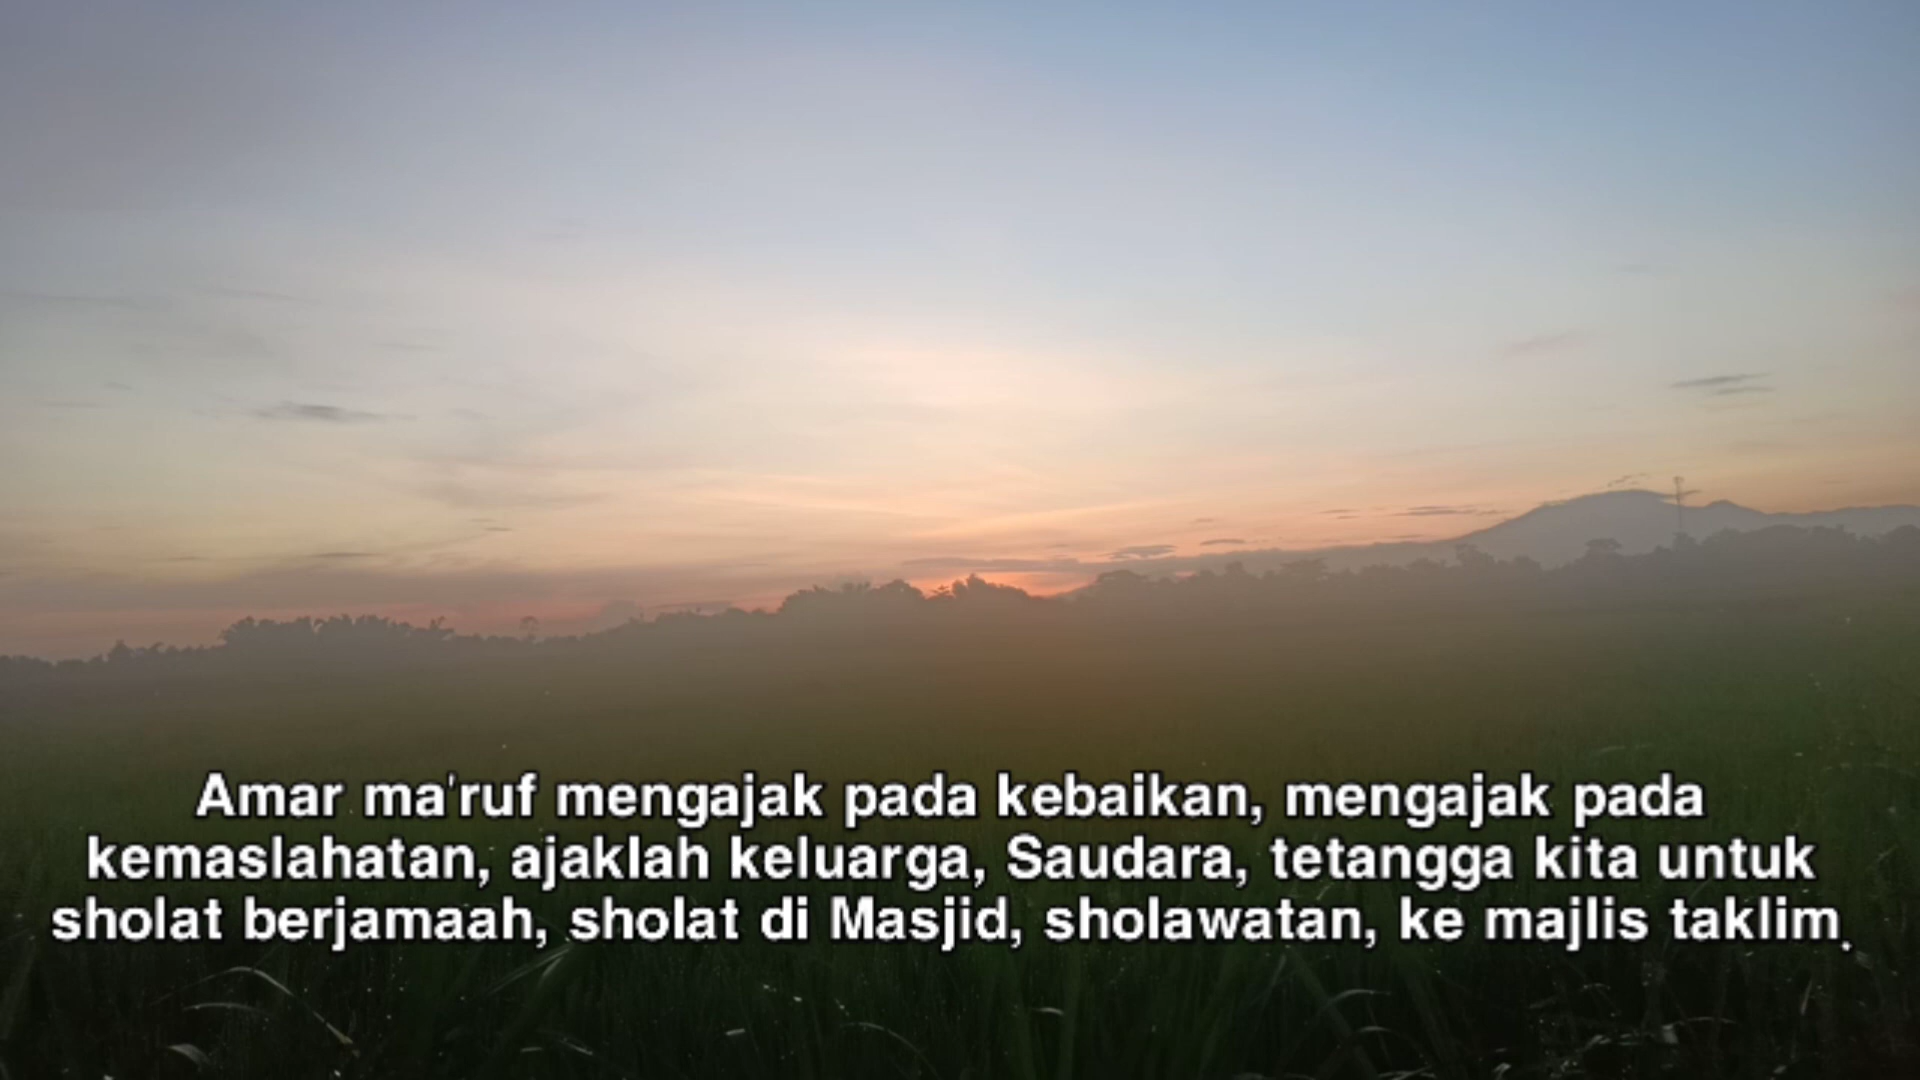 Amar ma'ruf mengajak pada kebaikan, mengajak pada
kemaslahatan, ajaklah keluarga, Saudara, tetangga kita untuk
sholat berjamaah, sholat di Masjid, sholawatan, ke majlis taklim.